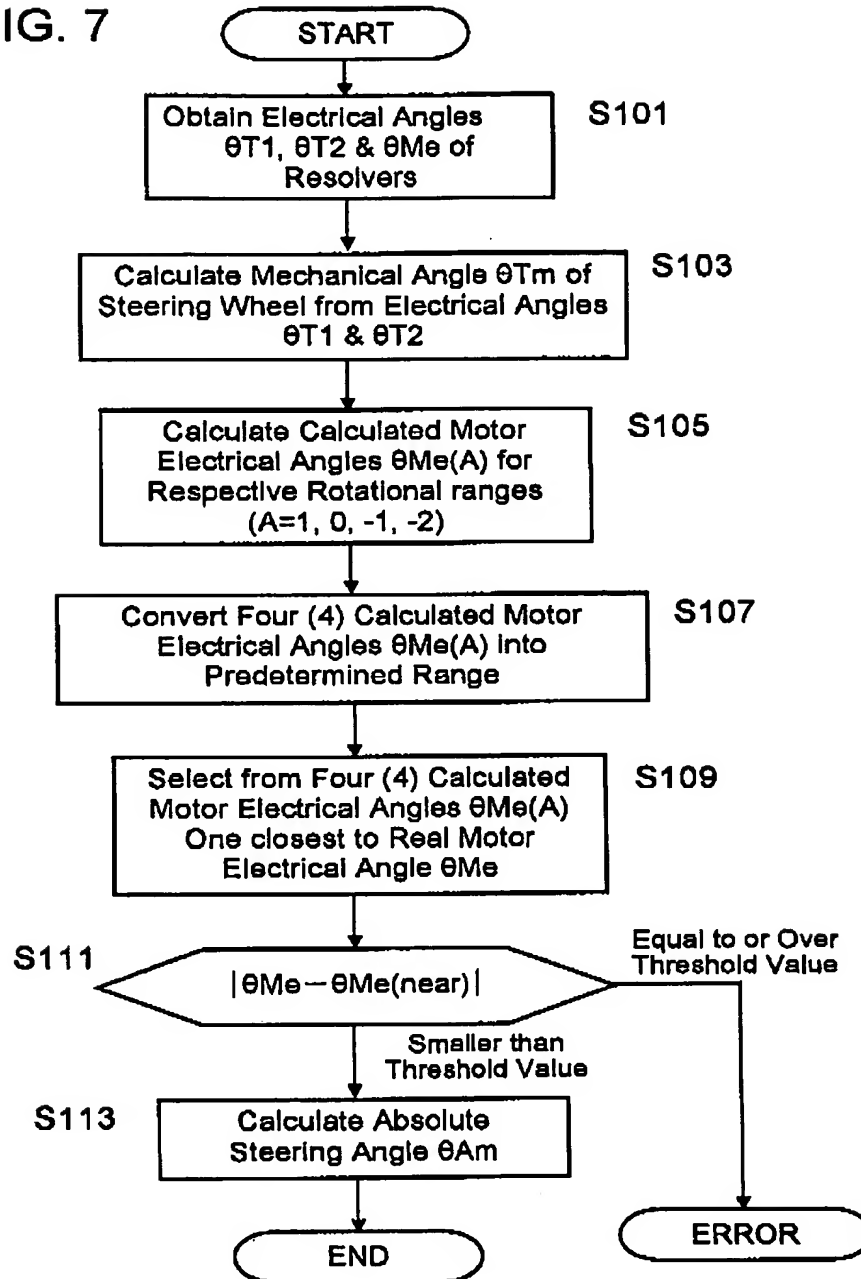 IG. 7
START
Obtain Electrical Angles
θT1, θT2 & θMe of
Resolvers
S101
Calculate Mechanical Angle θTm of
Steering Wheel from Electrical Angles
θT1 & θT2
S103
Calculate Calculated Motor
Electrical Angles θMe(A) for
Respective Rotational ranges
(A=1, 0, -1, -2)
S105
Convert Four (4) Calculated Motor
Electrical Angles θMe(A) into
Predetermined Range
S107
Select from Four (4) Calculated
Motor Electrical Angles θMe(A)
One closest to Real Motor
Electrical Angle θMe
S109
S111
|θMe－θMe(near)|
Equal to or Over
Threshold Value
Smaller than
Threshold Value
S113
Calculate Absolute
Steering Angle θAm
END
ERROR